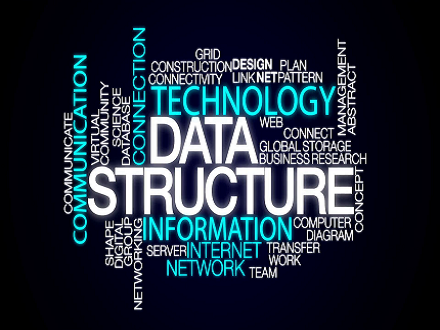 GRID
CONSTRUCTION DESIGN PLAN
CONNECTIVITY LINK NET PATTERN
TECHNOLOGY
WEB
DATA
CONNECT
GLOBAL STORAGE
BUSINESS RESEARCH
STRUCTURE
INFORMATION COMPUTER
DIAGRAM
SERVER INTERNET TRANSFER
WORK
NETWORK TEAM
COMMUNICATE
COMMUNICATION
VIRTUAL
COMMUNITY
SCIENCE
DATABASE
CONNECTION
MANAGEMENT
ABSTRACT
CONCEPT
SHAPE
DIGITAL
GROUP
NETWORKING